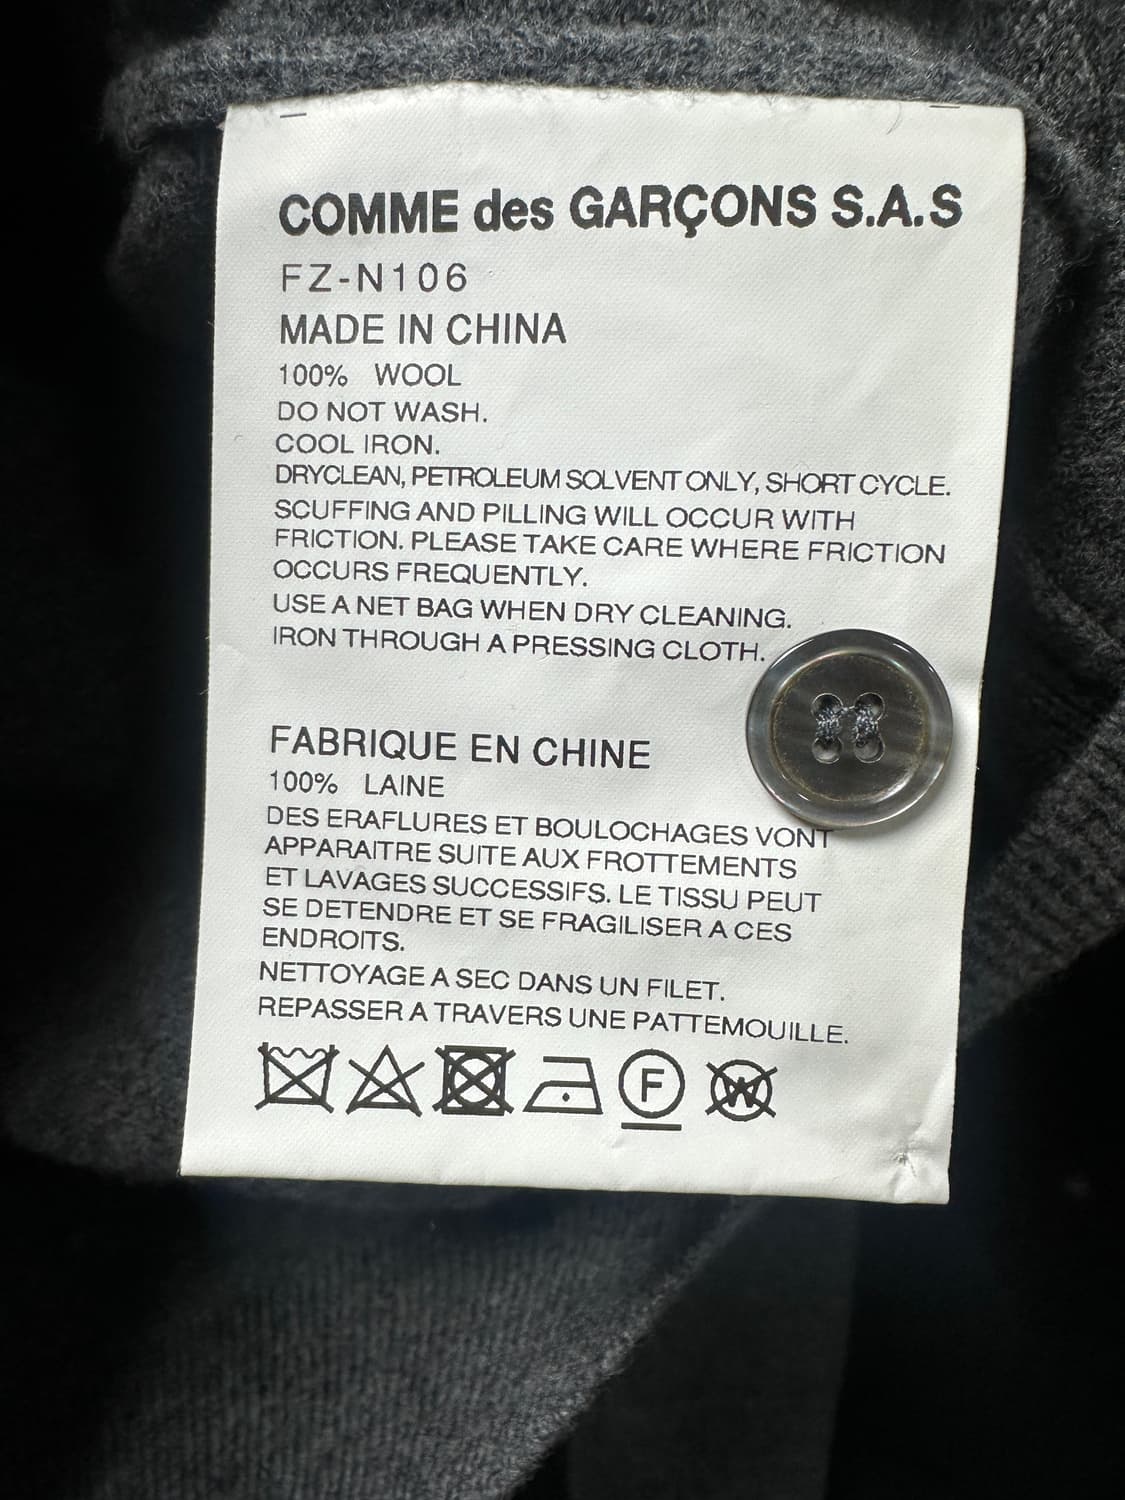 COMME des GARÇONS S.A.S
FZ-N106
MADE IN CHINA
100% WOOL
DO NOT WASH.
COOL IRON.
DRYCLEAN, PETROLEUM SOLVENT ONLY, SHORT CYCLE.
SCUFFING AND PILLING WILL OCCUR WITH
FRICTION. PLEASE TAKE CARE WHERE FRICTION
OCCURS FREQUENTLY.
USE A NET BAG WHEN DRY CLEANING.
IRON THROUGH A PRESSING CLOTH.
FABRIQUE EN CHINE
100% LAINE
DES ERAFLURES ET BOULOCHAGES VONT
APPARAITRE SUITE AUX FROTTEMENTS
ET LAVAGES SUCCESSIFS. LE TISSU PEUT
SE DETENDRE ET SE FRAGILISER A CES
ENDROITS.
NETTOYAGE A SEC DANS UN FILET.
REPASSER A TRAVERS UNE PATTEMOUILLE.
F W